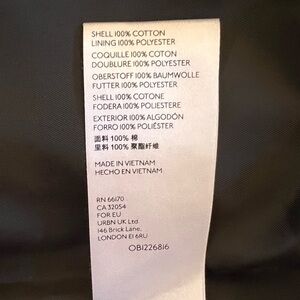 SHELL 100% COTTON
LINING 100% POLYESTER
COQUILLE 100% COTON
DOUBLURE 100% POLYESTER
OBERSTOFF 100% BAUMWOLLE
FUTTER 100% POLYESTER
SHELL 100% COTONE
FODERA 100% POLIESTERE
EXTERIOR 100% ALGODÓN
FORRO 100% POLIÉSTER
面料 100% 棉
里料 100% 聚酯纤维
MADE IN VIETNAM
HECHO EN VIETNAM
RN 66170
CA 32054
FOR EU
URBN UK Ltd.
146 Brick Lane,
LONDON E1 6RU
OB1226816